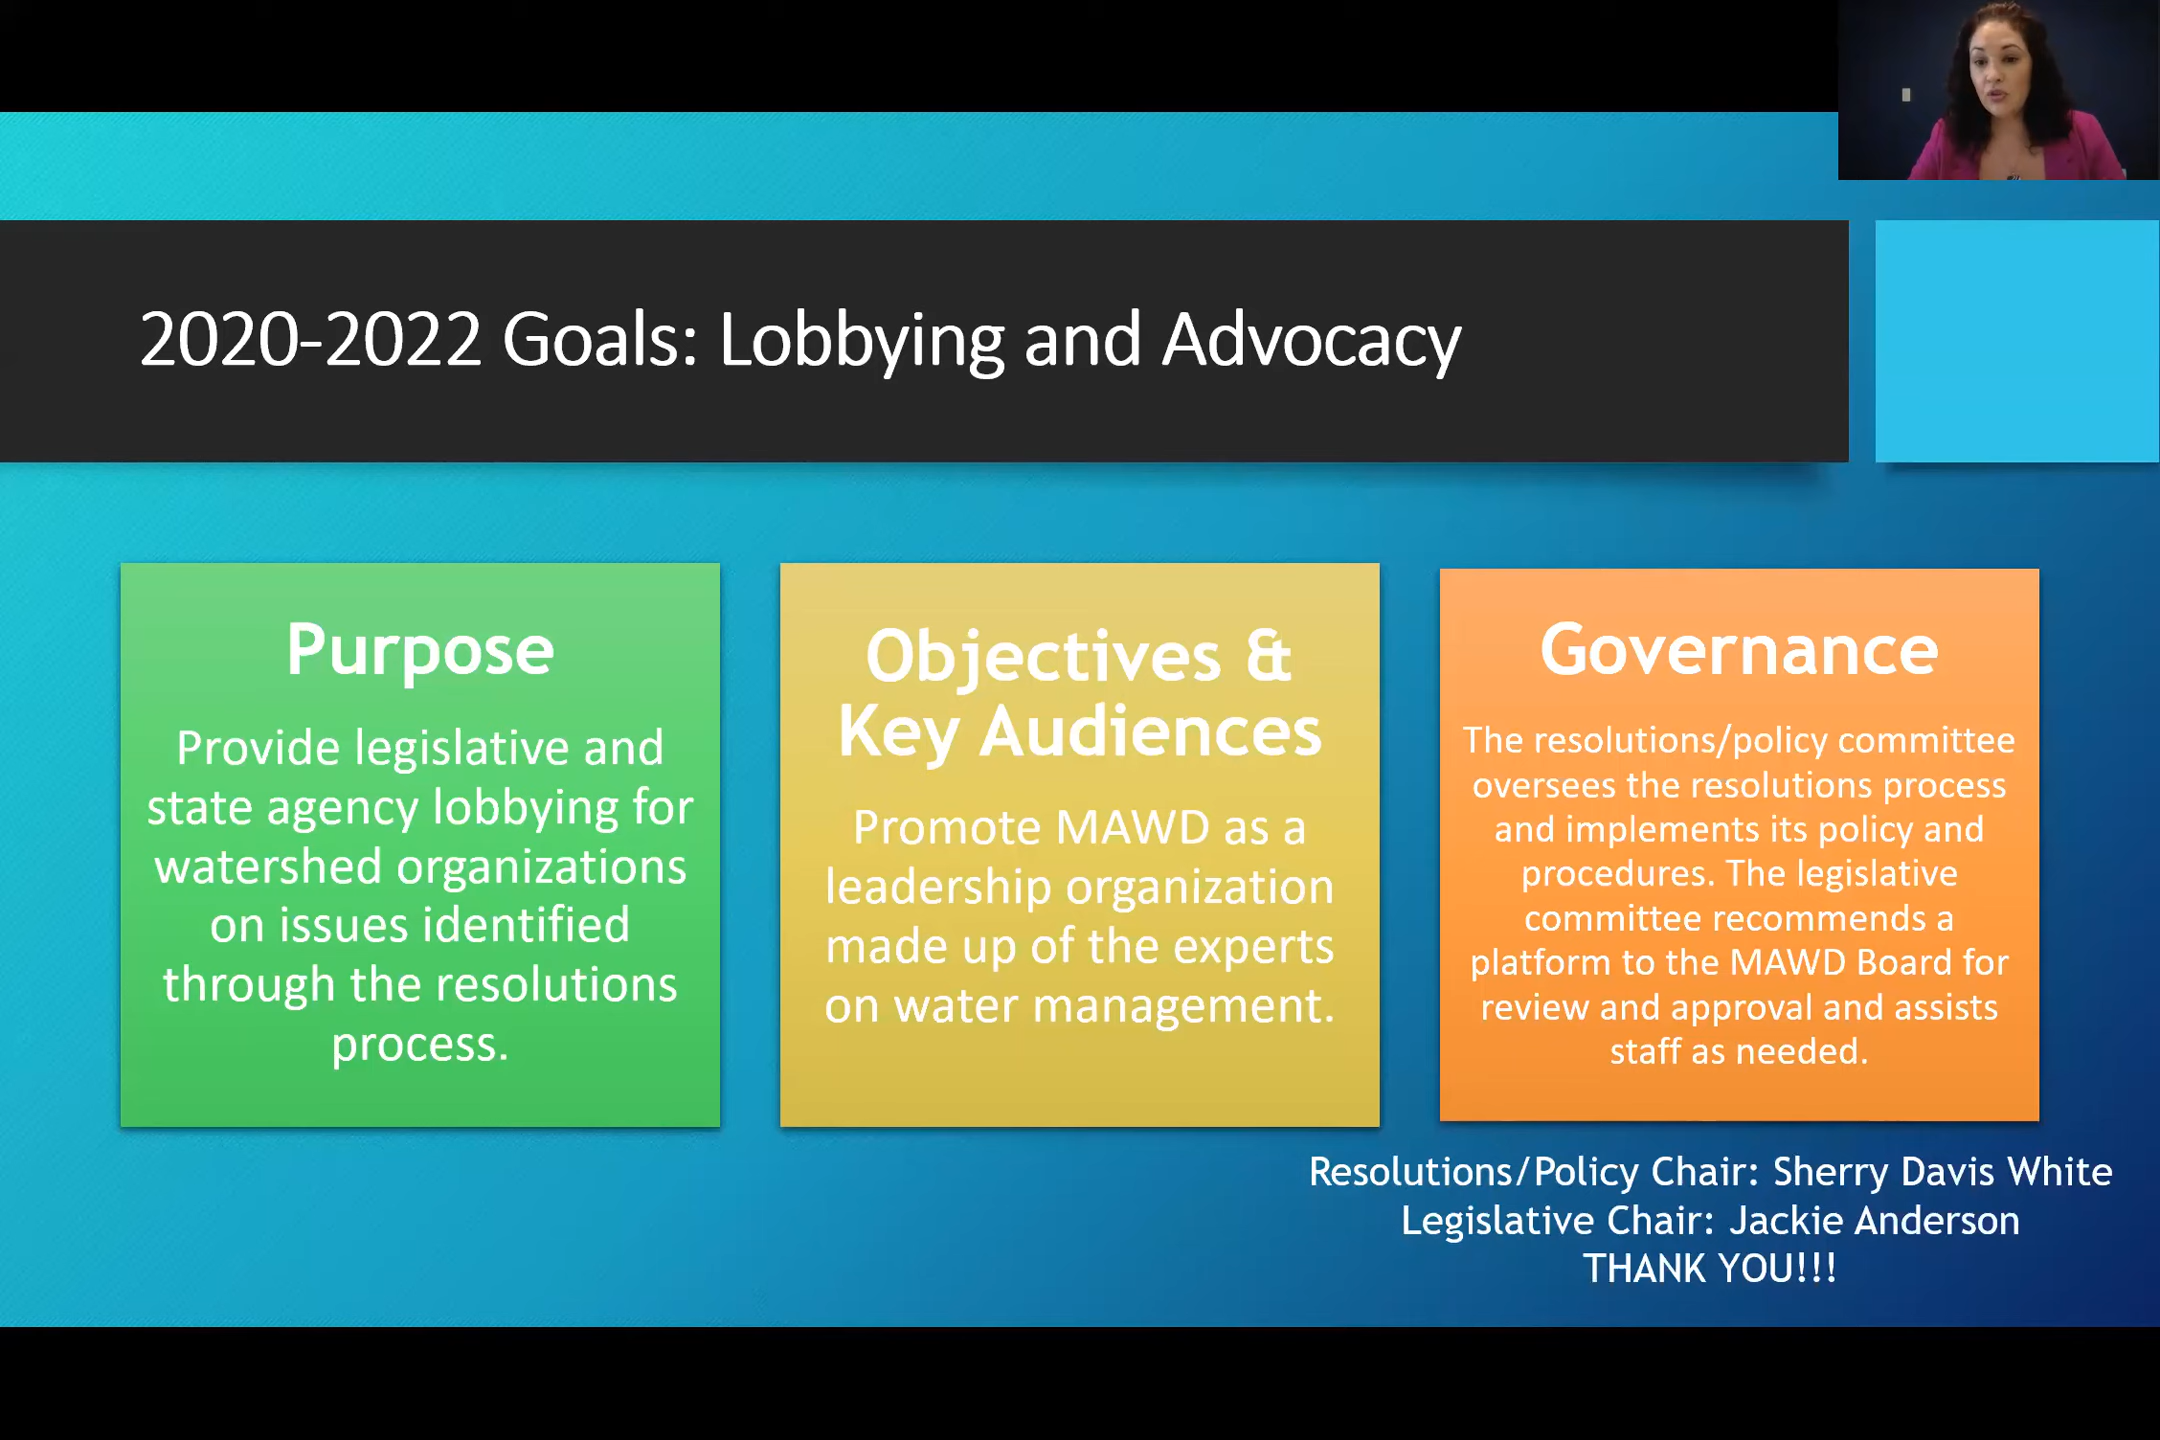 2020-2022 Goals: Lobbying and Advocacy
Purpose
Provide legislative and
state agency lobbying for
watershed organizations
on issues identified
through the resolutions
process.
Objectives &
Key Audiences
Promote MAWD as a
leadership organization
made up of the experts
on water management.
Governance
The resolutions/policy committee
oversees the resolutions process
and implements its policy and
procedures. The legislative
committee recommends a
platform to the MAWD Board for
review and approval and assists
staff as needed.
Resolutions/Policy Chair: Sherry Davis White
Legislative Chair: Jackie Anderson
THANK YOU!!!